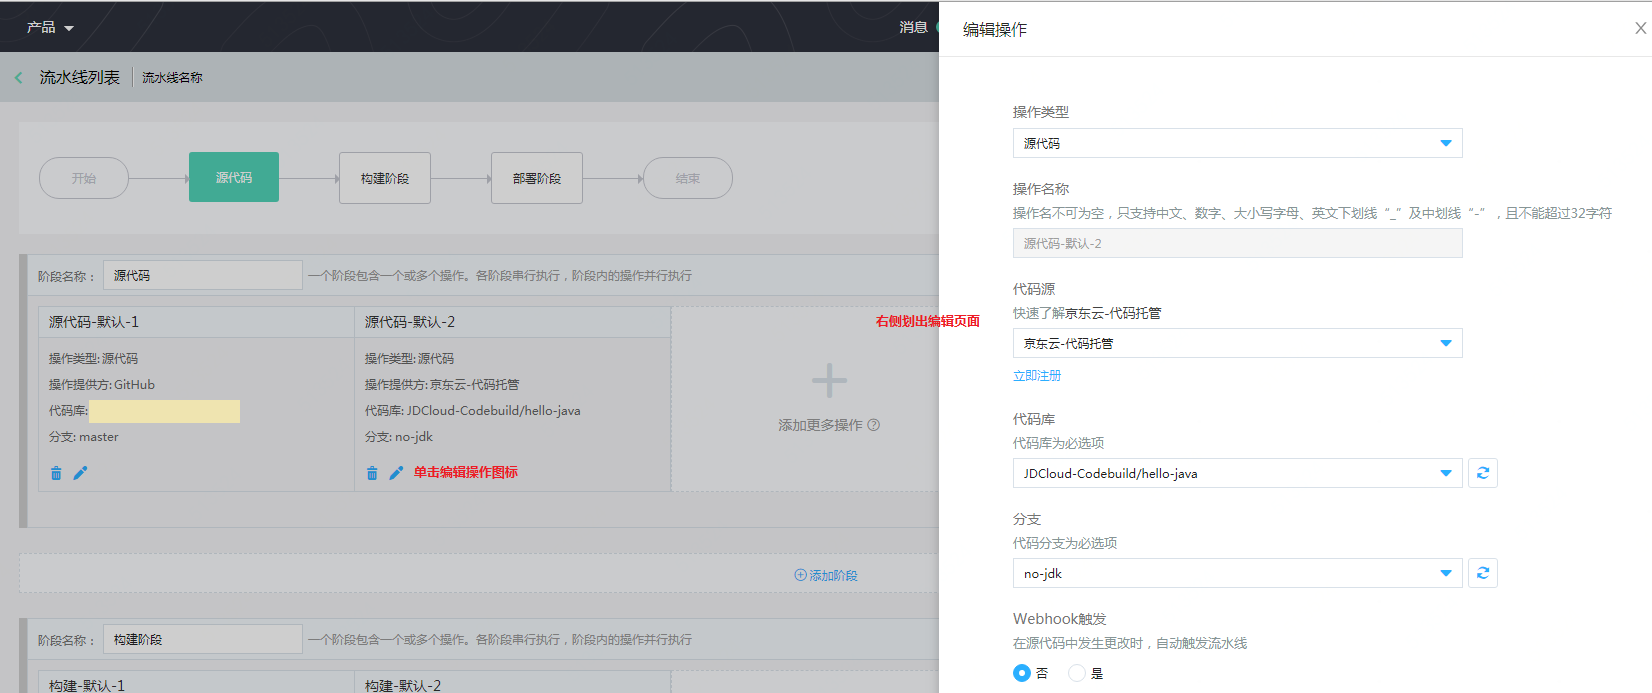 产品
消息
流水线列表
流水线名称
开始
源代码
构建阶段
部署阶段
结束
阶段名称：
源代码
一个阶段包含一个或多个操作。各阶段串行执行，阶段内的操作并行执行
源代码-默认-1
操作类型: 源代码
操作提供方: GitHub
代码库:
分支: master
源代码-默认-2
操作类型: 源代码
操作提供方: 京东云-代码托管
代码库: JDCloud-Codebuild/hello-java
分支: no-jdk
单击编辑操作图标
添加更多操作
右侧划出编辑页面
添加阶段
阶段名称：
构建阶段
一个阶段包含一个或多个操作。各阶段串行执行，阶段内的操作并行执行
构建-默认-1
构建-默认-2
编辑操作
操作类型
源代码
操作名称
操作名不可为空，只支持中文、数字、大小写字母、英文下划线“_”及中划线“-”，且不能超过32字符
源代码-默认-2
代码源
快速了解京东云-代码托管
京东云-代码托管
立即注册
代码库
代码库为必选项
JDCloud-Codebuild/hello-java
分支
代码分支为必选项
no-jdk
Webhook触发
在源代码中发生更改时，自动触发流水线
否
是